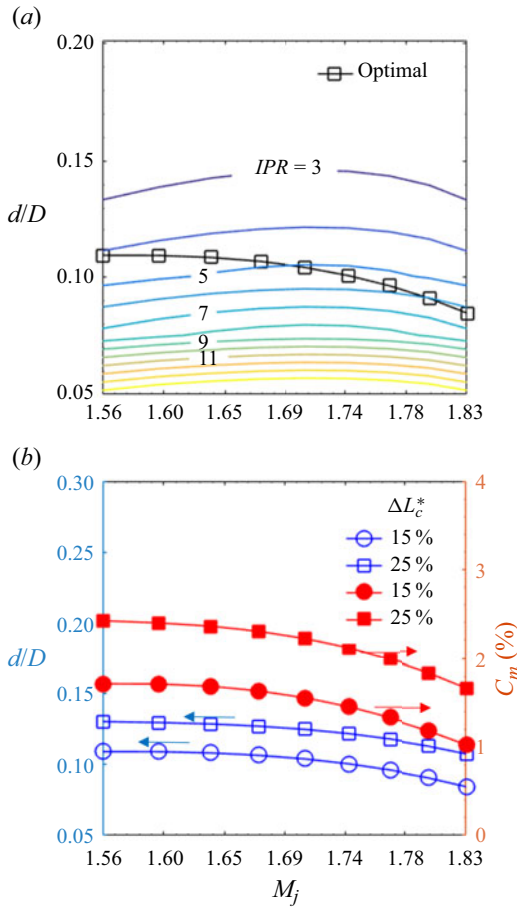 (a)
0.20
Optimal
0.15
IPR = 3
d/D
0.10
5
7
9
11
0.05
1.56 1.60 1.65 1.69 1.74 1.78 1.83
(b)
0.30 4
ΔL*c
0.25 15 %
25 %
3
15 %
25 %
0.20
d/D 2 Cm (%)
0.15
1
0.10
0.05 0
1.56 1.60 1.65 1.69 1.74 1.78 1.83
Mj